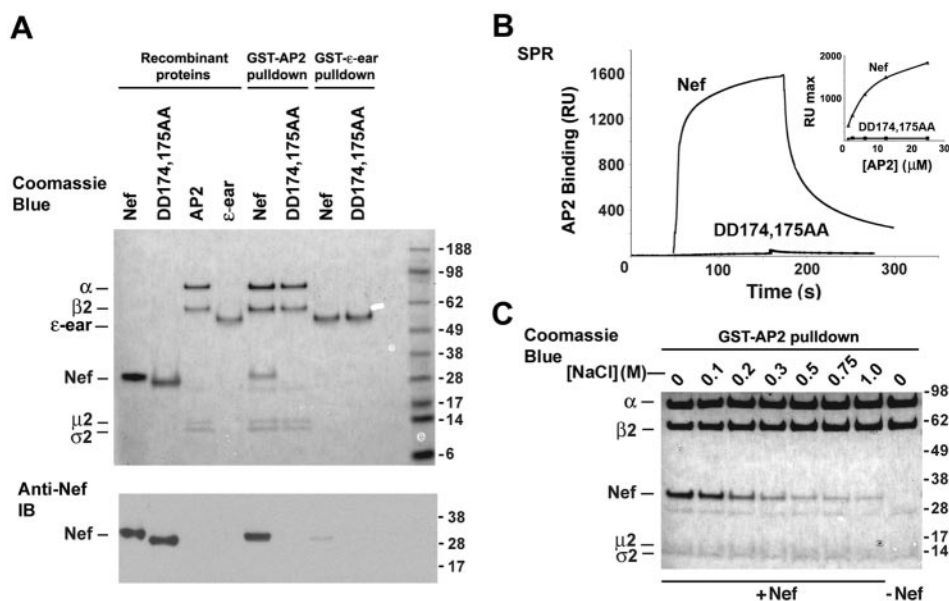 A
Recombinant proteins
GST-AP2 pulldown
GST-ε-ear pulldown
Coomassie Blue
Nef
DD174,175AA
AP2
ε-ear
Nef
DD174,175AA
Nef
DD174,175AA
α
β2
ε-ear
Nef
μ2
σ2
188
98
62
49
38
28
17
14
6
Anti-Nef IB
Nef
38
28
17
B
SPR
AP2 Binding (RU)
1600
1200
800
400
0
100
200
300
Time (s)
Nef
DD174,175AA
RU max
2000
1000
Nef
DD174,175AA
0
10
20
30
[AP2] (μM)
C
Coomassie Blue
GST-AP2 pulldown
[NaCl] (M)
0
0.1
0.2
0.3
0.5
0.75
1.0
0
α
β2
Nef
μ2
σ2
98
62
49
38
28
17
14
+Nef
-Nef